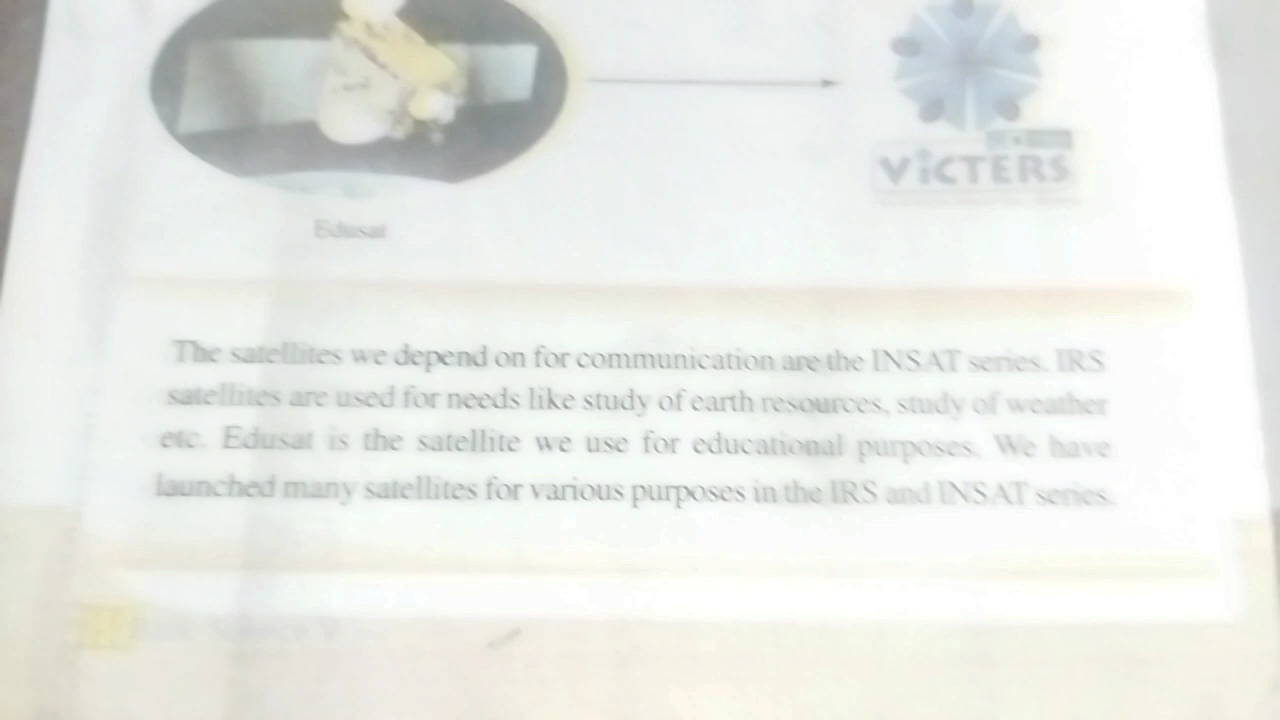 ViCTERS
Edusat
The satellites we depend on for communication are the INSAT series. IRS
satellites are used for needs like study of earth resources, study of weather
etc. Edusat is the satellite we use for educational purposes. We have
launched many satellites for various purposes in the IRS and INSAT series.
Science V